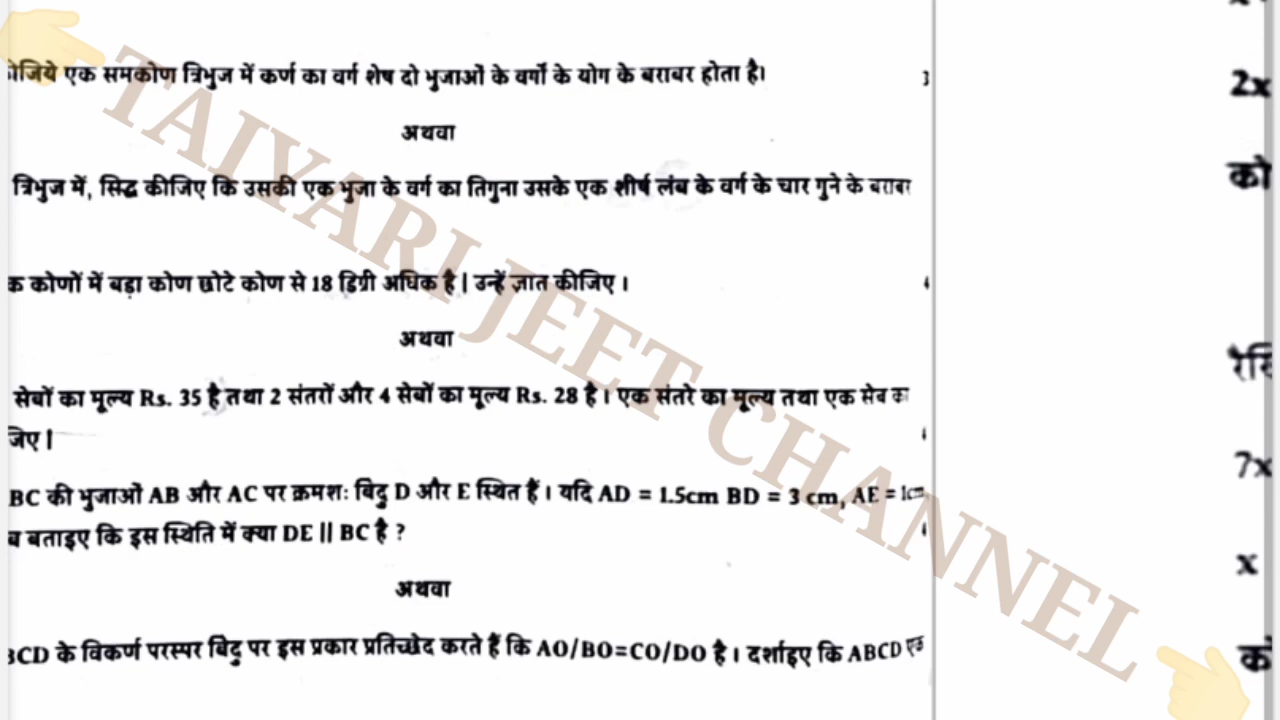 ोजिये एक समकोण त्रिभुज में कर्ण का वर्ग शेष दो भुजाओं के वर्गों के योग के बराबर होता है। 3
अथवा
त्रिभुज में, सिद्ध कीजिए कि उसकी एक भुजा के वर्ग का तिगुना उसके एक शीर्ष लंब के वर्ग के चार गुने के बराबर
क कोणों में बड़ा कोण छोटे कोण से 18 डिग्री अधिक है | उन्हें ज्ञात कीजिए ।
अथवा
सेबों का मूल्य Rs. 35 है तथा 2 संतरों और 4 सेबों का मूल्य Rs. 28 है । एक संतरे का मूल्य तथा एक सेब का
जिए |
BC की भुजाओं AB और AC पर क्रमशः बिंदु D और E स्थित हैं । यदि AD = 1.5cm BD = 3 cm, AE = 1cm
ब बताइए कि इस स्थिति में क्या DE || BC है ?
अथवा
BCD के विकर्ण परस्पर बिंदु पर इस प्रकार प्रतिच्छेद करते हैं कि AO/BO=CO/DO है । दर्शाइए कि ABCD एक
2x
को
7x
x
TAIYARI JEET CHANNEL